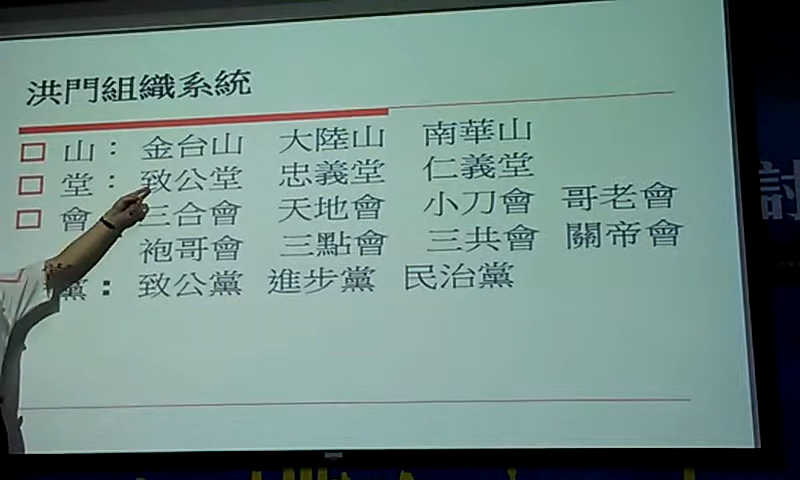 洪門組織系統
山： 金台山 大陸山 南華山
堂： 致公堂 忠義堂 仁義堂
會 三合會 天地會 小刀會 哥老會
袍哥會 三點會 三共會 關帝會
黨： 致公黨 進步黨 民治黨
討